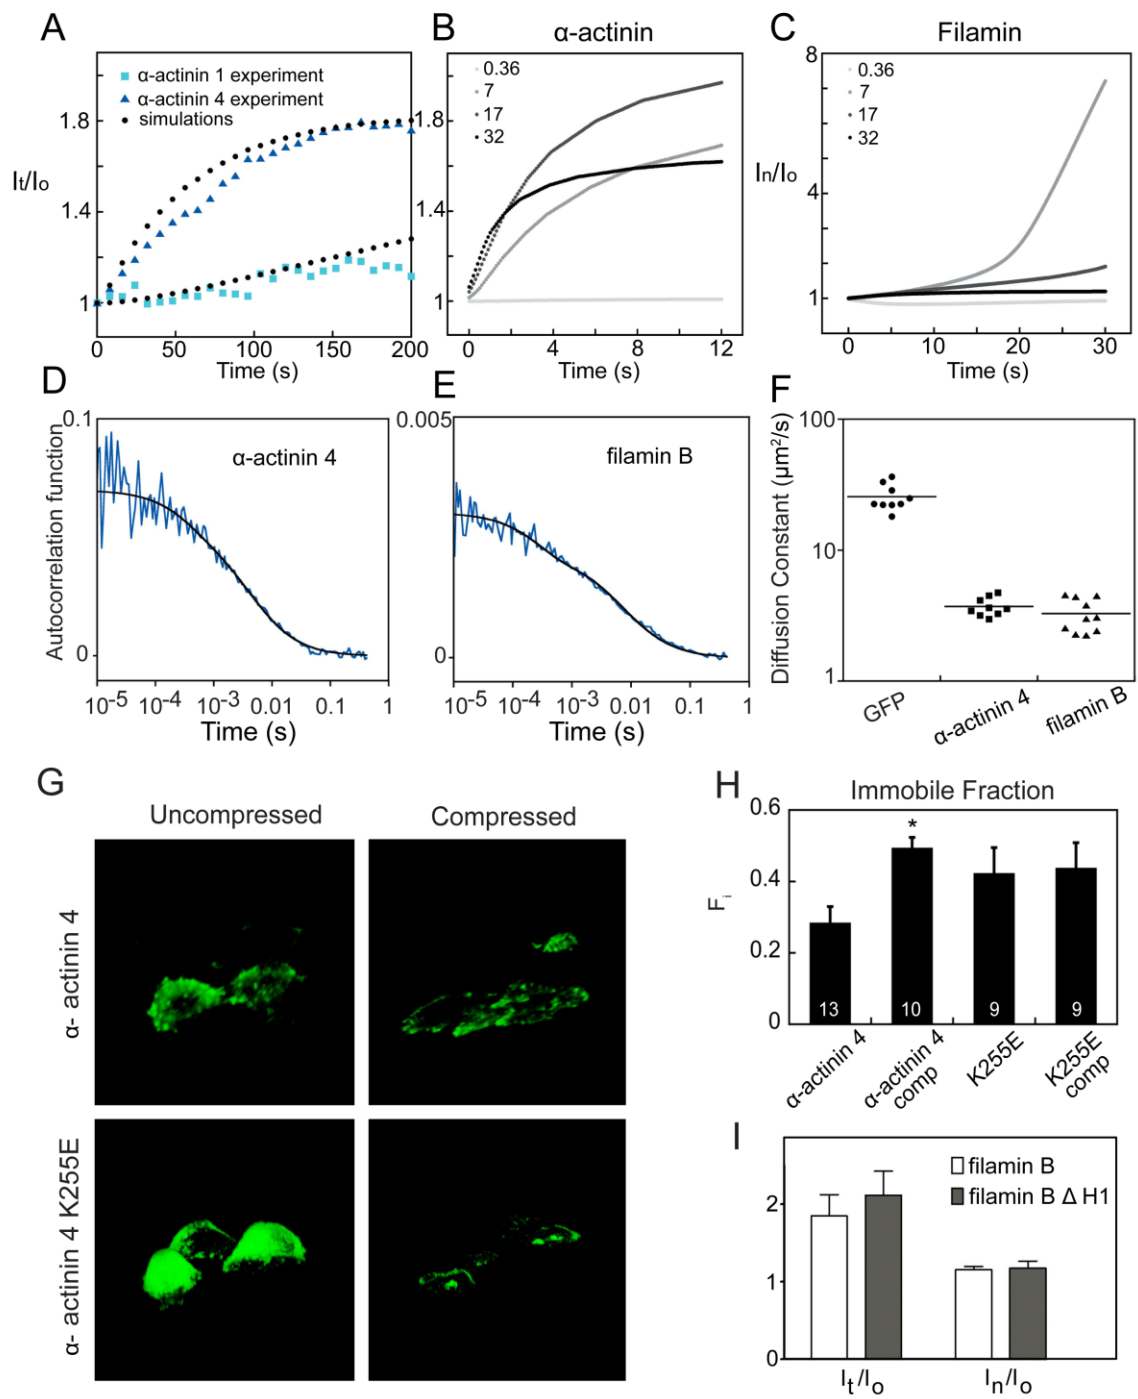 A
α-actinin 1 experiment
α-actinin 4 experiment
simulations
1.8
It/Io
1.4
1
0 50 100 150 200
Time (s)
B
α-actinin
0.36
7
17
32
1.8
1.4
1
0 4 8 12
Time (s)
C
Filamin
8
0.36
7
17
32
In/Io
4
1
0 10 20 30
Time (s)
D
0.1
Autocorrelation function
α-actinin 4
0
10-5 10-4 10-3 0.01 0.1 1
Time (s)
E
0.005
filamin B
0
10-5 10-4 10-3 0.01 0.1 1
Time (s)
F
Diffusion Constant (μm²/s)
100
10
1
GFP
α-actinin 4
filamin B
G
Uncompressed Compressed
α- actinin 4
α- actinin 4 K255E
H
Immobile Fraction
0.6
*
0.4
Fi
0.2
0
13 10 9 9
α-actinin 4
α-actinin 4
comp
K255E
K255E
comp
I
filamin B
filamin B Δ H1
2
1
0
It/Io In/Io